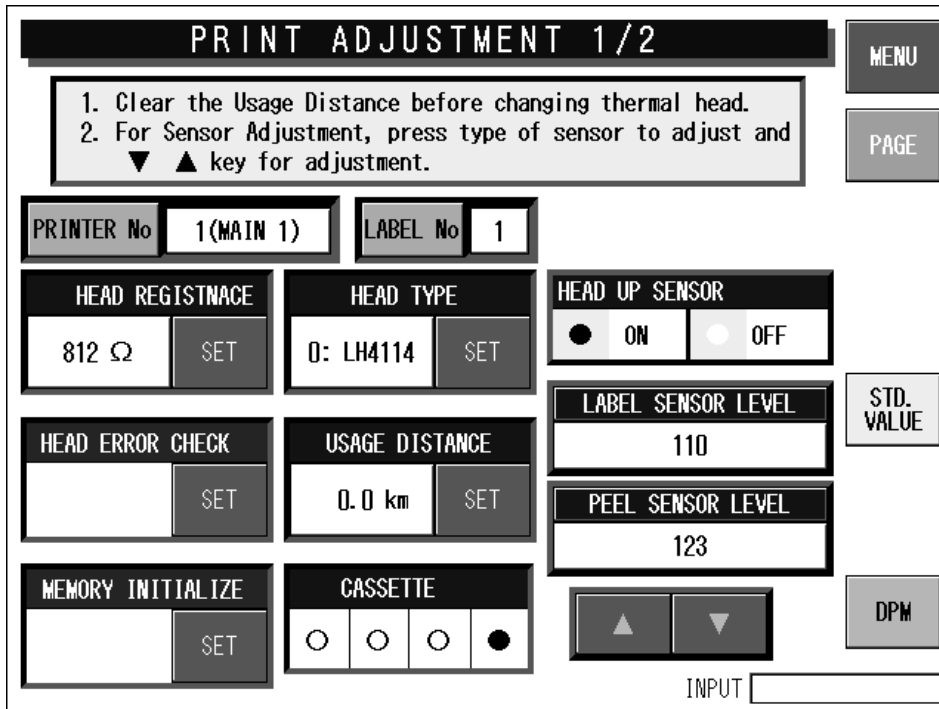 PRINT ADJUSTMENT 1/2
MENU
1. Clear the Usage Distance before changing thermal head.
2. For Sensor Adjustment, press type of sensor to adjust and
▼ ▲ key for adjustment.
PAGE
PRINTER No 1(MAIN 1) LABEL No 1
HEAD REGISTNACE
812 Ω SET
HEAD TYPE
0: LH4114 SET
HEAD UP SENSOR
ON OFF
LABEL SENSOR LEVEL
110
STD.
VALUE
HEAD ERROR CHECK
SET
USAGE DISTANCE
0.0 km SET
PEEL SENSOR LEVEL
123
MEMORY INITIALIZE
SET
CASSETTE
▲ ▼
DPM
INPUT